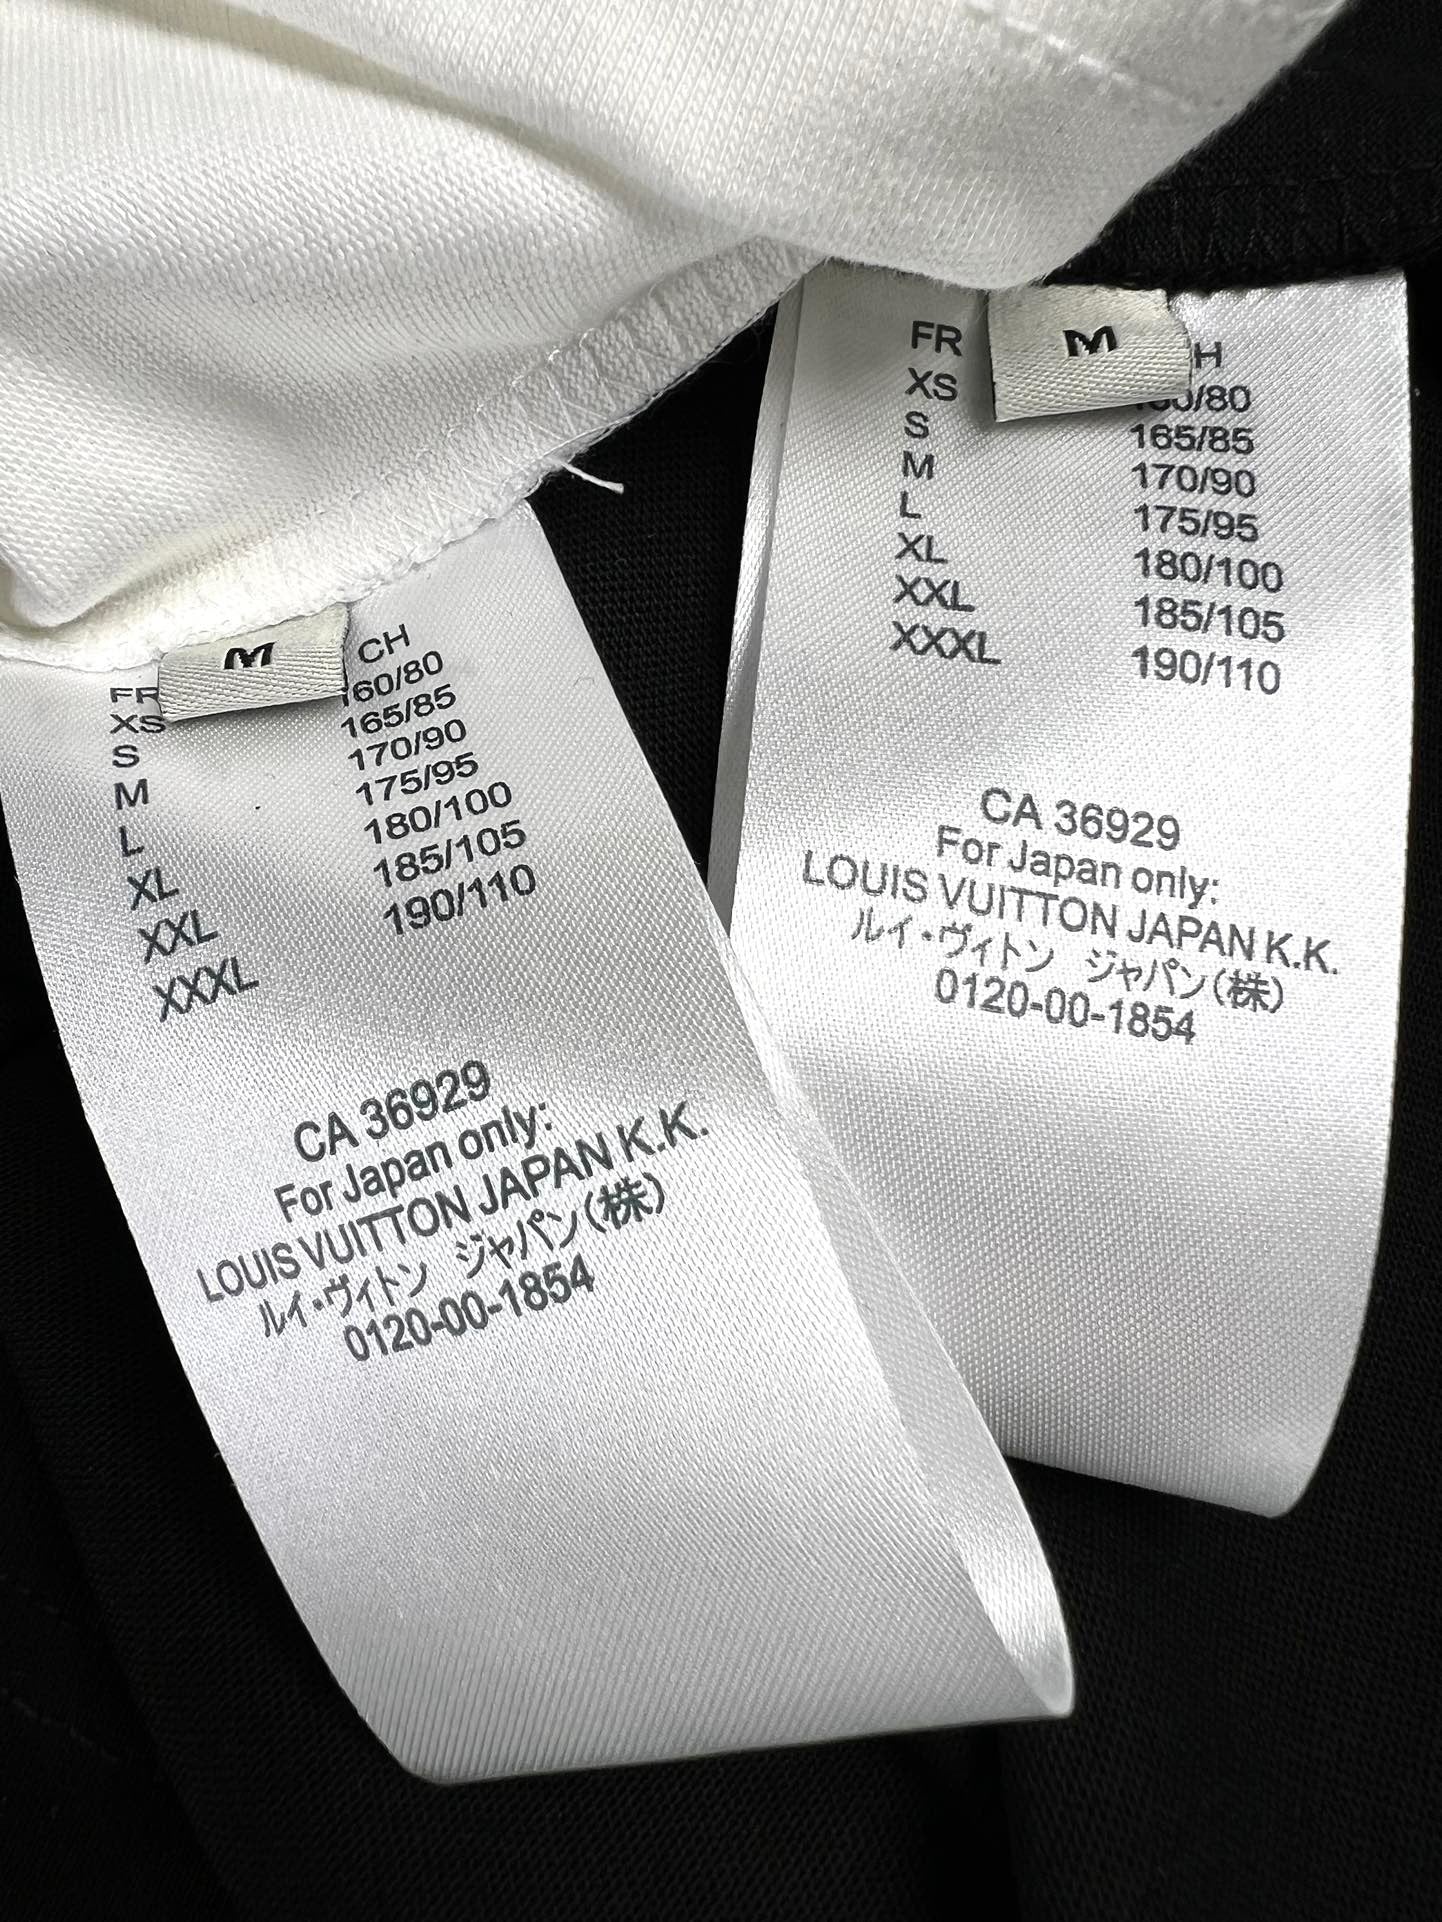 M
FR CH
XS 160/80
S 165/85
M 170/90
L 175/95
XL 180/100
XXL 185/105
XXXL 190/110
CA 36929
For Japan only:
LOUIS VUITTON JAPAN K.K.
ルイ・ヴィトン ジャパン(株)
0120-00-1854
M
FR
XS
S 165/85
M 170/90
L 175/95
XL 180/100
XXL 185/105
XXXL 190/110
CA 36929
For Japan only:
LOUIS VUITTON JAPAN K.K.
ルイ・ヴィトン ジャパン(株)
0120-00-1854